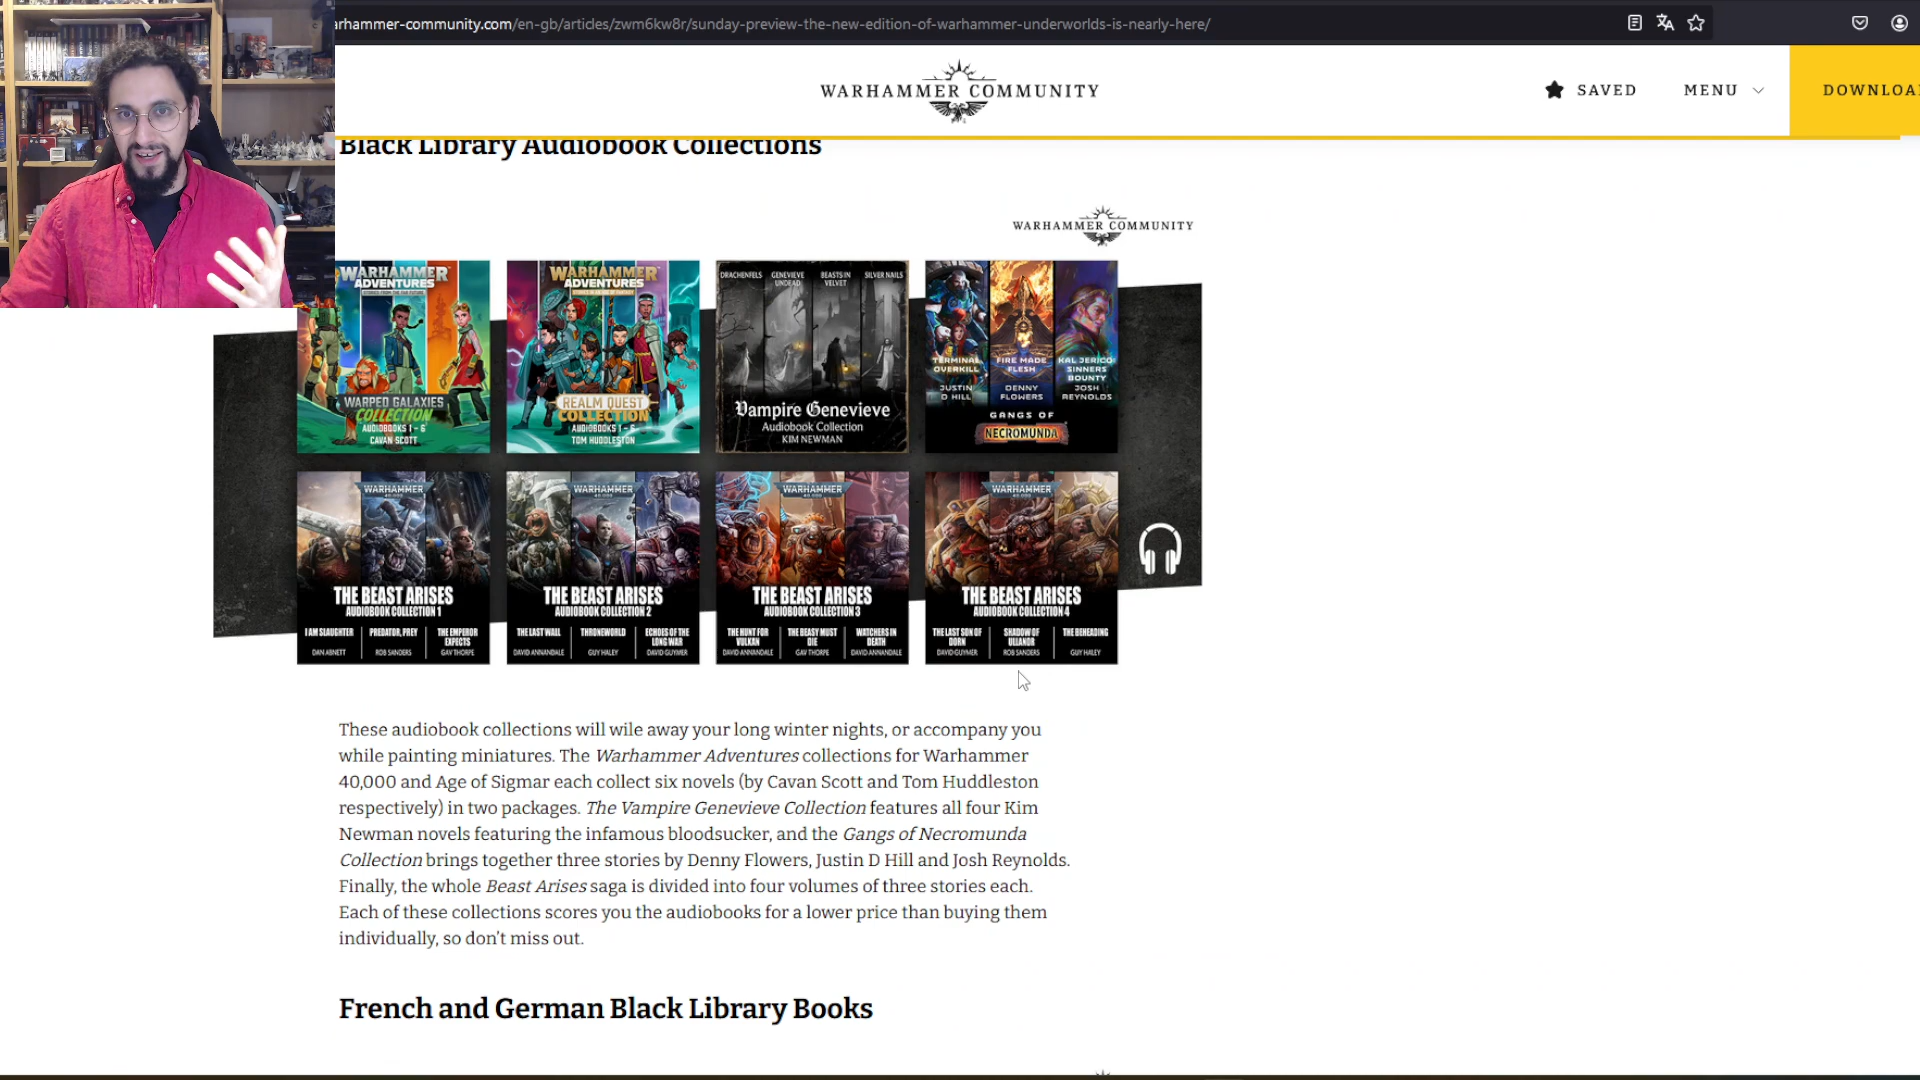 arhammer-community.com/en-gb/articles/zwm6kw8r/sunday-preview-the-new-edition-of-warhammer-underworlds-is-nearly-here/
WARHAMMER COMMUNITY
SAVED
MENU
DOWNLOA
Black Library Audiobook Collections
WARHAMMER COMMUNITY
WARHAMMER
ADVENTURES
WARPED GALAXIES
COLLECTION
AUDIOBOOKS 1 - 6
CAVAN SCOTT
WARHAMMER
ADVENTURES
REALM QUEST
COLLECTION
AUDIOBOOKS 1 - 6
TOM HUDDLESTON
DRACHENFELS
GENEVIEVE UNDEAD
BEASTS IN VELVET
SILVER NAILS
Vampire Genevieve
Audiobook Collection
KIM NEWMAN
TERMINAL OVERKILL
JUSTIN D HILL
FIRE MADE FLESH
DENNY FLOWERS
KAL JERICO SINNERS BOUNTY
JOSH REYNOLDS
GANGS OF
NECROMUNDA
WARHAMMER
40,000
THE BEAST ARISES
AUDIOBOOK COLLECTION 1
I AM SLAUGHTER
DAN ABNETT
PREDATOR, PREY
ROB SANDERS
THE EMPEROR EXPECTS
GAV THORPE
WARHAMMER
40,000
THE BEAST ARISES
AUDIOBOOK COLLECTION 2
THE LAST WALL
DAVID ANNANDALE
THRONEWORLD
GUY HALEY
ECHOES OF THE LONG WAR
DAVID GUYMER
WARHAMMER
40,000
THE BEAST ARISES
AUDIOBOOK COLLECTION 3
THE HUNT FOR VULKAN
DAVID ANNANDALE
THE BEASY MUST DIE
GAV THORPE
WATCHERS IN DEATH
DAVID ANNANDALE
WARHAMMER
40,000
THE BEAST ARISES
AUDIOBOOK COLLECTION 4
THE LAST SON OF DORN
DAVID GUYMER
SHADOW OF ULLANOR
ROB SANDERS
THE BEHEADING
GUY HALEY
These audiobook collections will wile away your long winter nights, or accompany you
while painting miniatures. The Warhammer Adventures collections for Warhammer
40,000 and Age of Sigmar each collect six novels (by Cavan Scott and Tom Huddleston
respectively) in two packages. The Vampire Genevieve Collection features all four Kim
Newman novels featuring the infamous bloodsucker, and the Gangs of Necromunda
Collection brings together three stories by Denny Flowers, Justin D Hill and Josh Reynolds.
Finally, the whole Beast Arises saga is divided into four volumes of three stories each.
Each of these collections scores you the audiobooks for a lower price than buying them
individually, so don’t miss out.
French and German Black Library Books